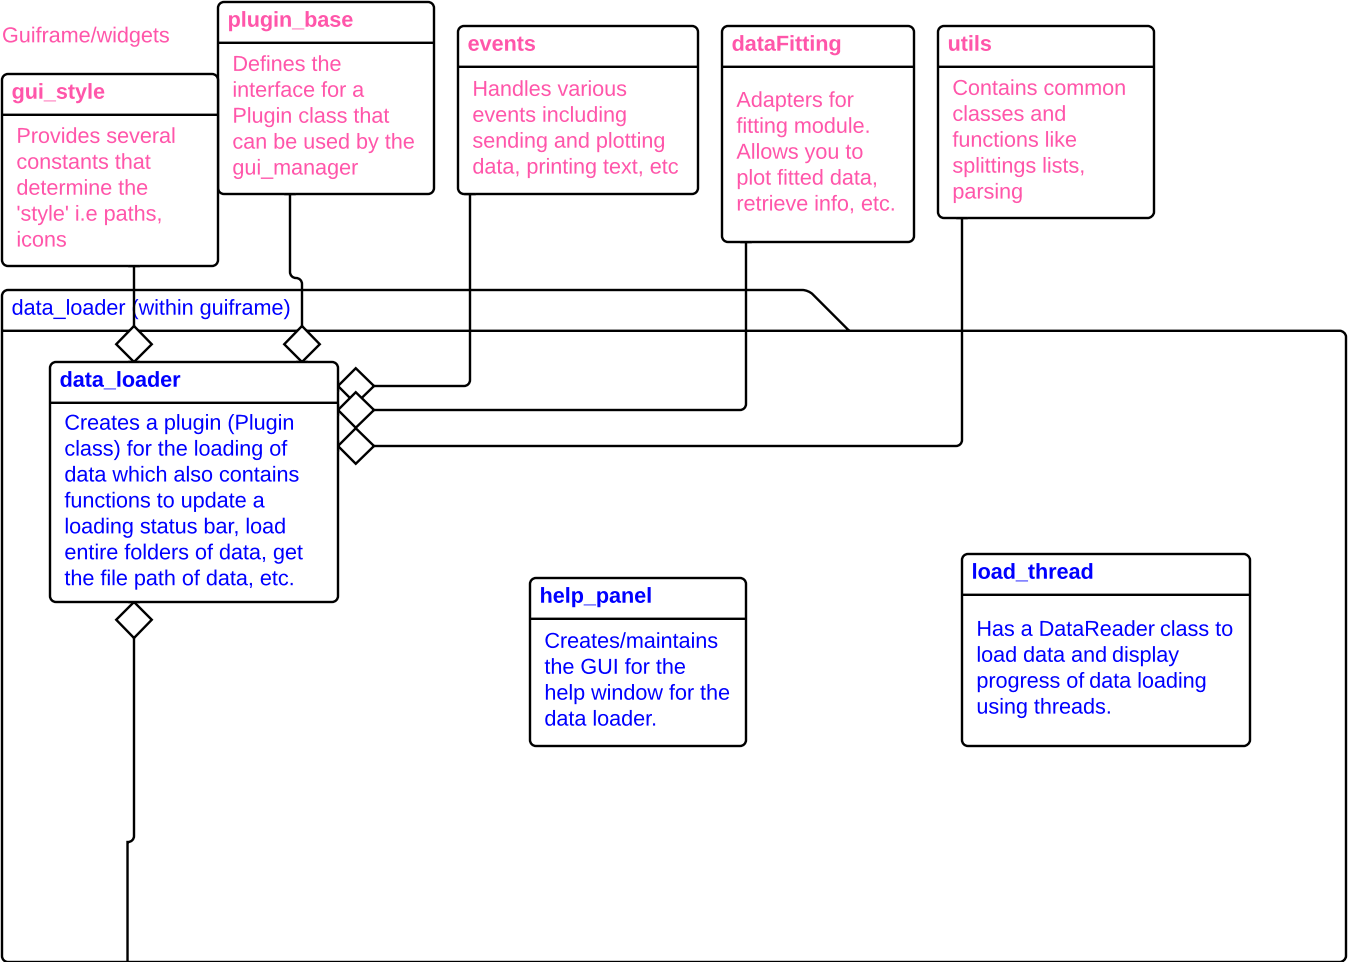 Guiframe/widgets
gui_style
Provides several
constants that
determine the
'style' i.e paths,
icons
plugin_base
Defines the
interface for a
Plugin class that
can be used by the
gui_manager
events
Handles various
events including
sending and plotting
data, printing text, etc
dataFitting
Adapters for
fitting module.
Allows you to
plot fitted data,
retrieve info, etc.
utils
Contains common
classes and
functions like
splittings lists,
parsing
data_loader (within guiframe)
data_loader
Creates a plugin (Plugin
class) for the loading of
data which also contains
functions to update a
loading status bar, load
entire folders of data, get
the file path of data, etc.
help_panel
Creates/maintains
the GUI for the
help window for the
data loader.
load_thread
Has a DataReader class to
load data and display
progress of data loading
using threads.